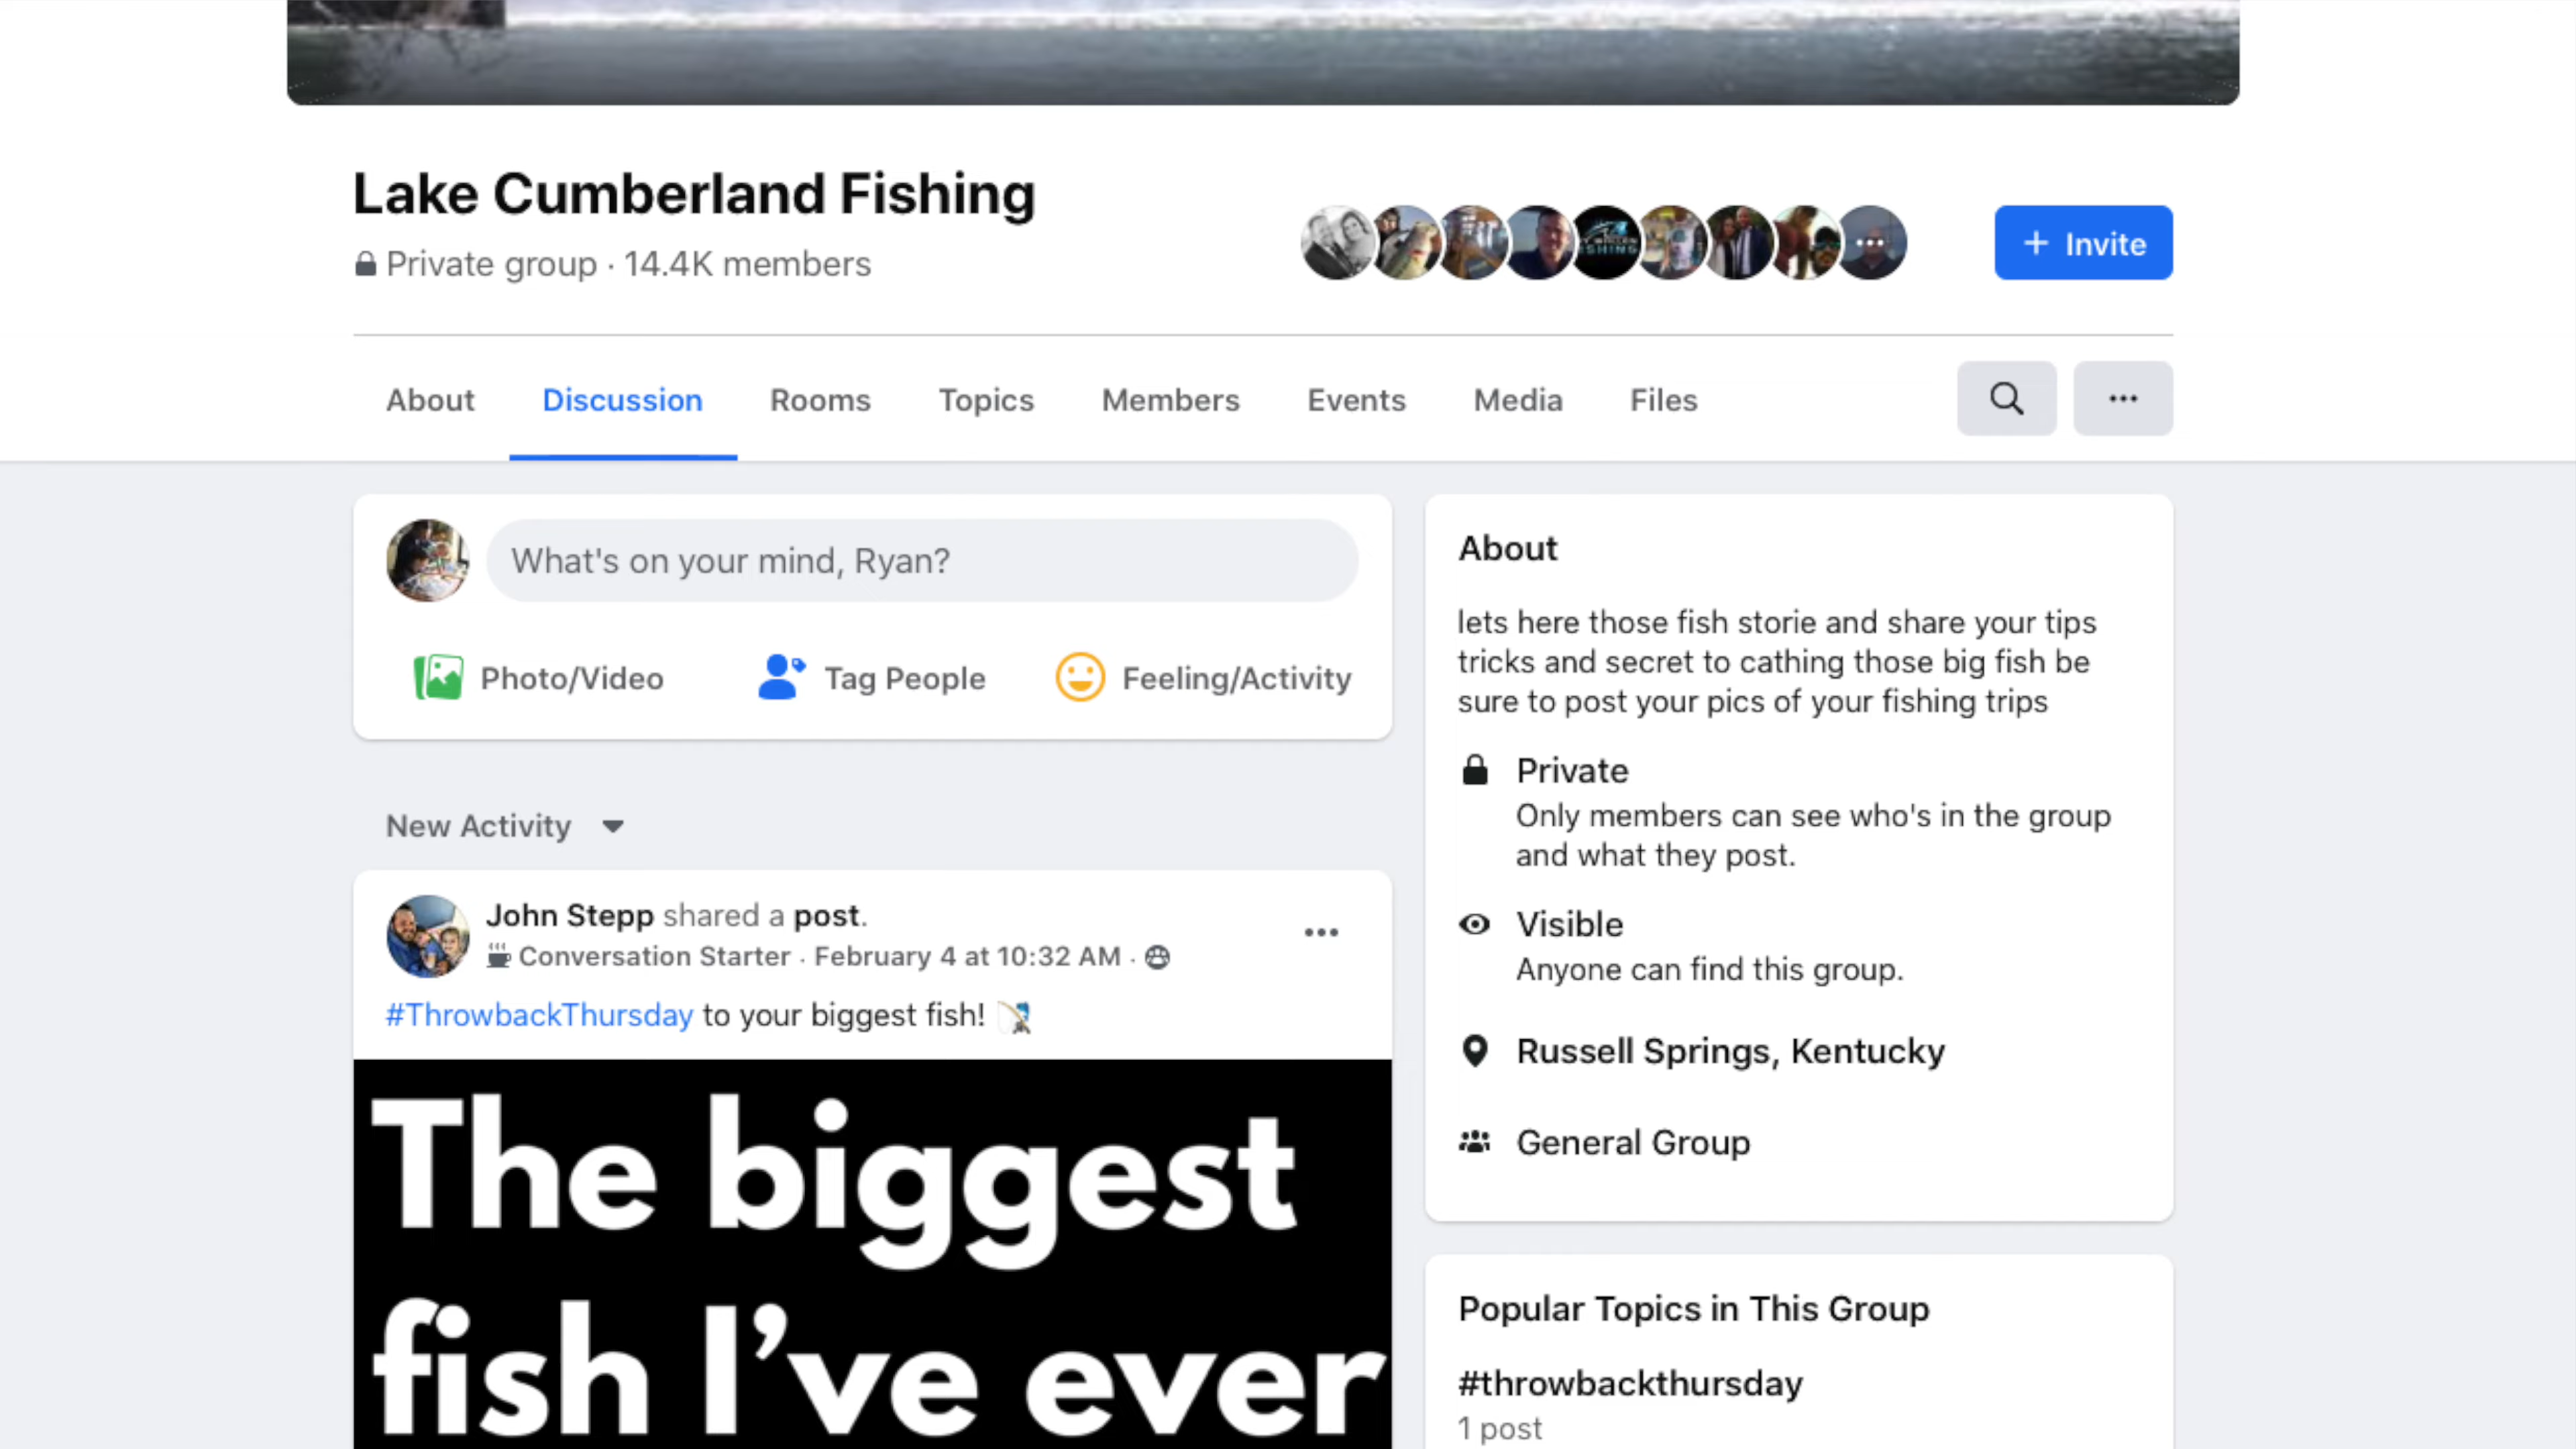 Lake Cumberland Fishing
Private group · 14.4K members
+ Invite
About
Discussion
Rooms
Topics
Members
Events
Media
Files
What's on your mind, Ryan?
Photo/Video
Tag People
Feeling/Activity
New Activity
John Stepp shared a post.
Conversation Starter · February 4 at 10:32 AM ·
#ThrowbackThursday to your biggest fish! 🎣
The biggest
fish I've ever
About
lets here those fish storie and share your tips
tricks and secret to cathing those big fish be
sure to post your pics of your fishing trips
Private
Only members can see who's in the group
and what they post.
Visible
Anyone can find this group.
Russell Springs, Kentucky
General Group
Popular Topics in This Group
#throwbackthursday
1 post